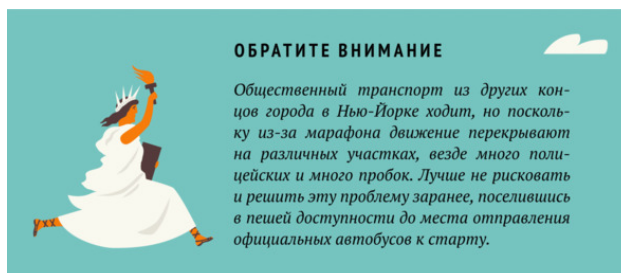 ОБРАТИТЕ ВНИМАНИЕ
Общественный транспорт из других кон-
цов города в Нью-Йорке ходит, но посколь-
ку из-за марафона движение перекрывают
на различных участках, везде много поли-
цейских и много пробок. Лучше не рисковать
и решить эту проблему заранее, поселившись
в пешей доступности до места отправления
официальных автобусов к старту.